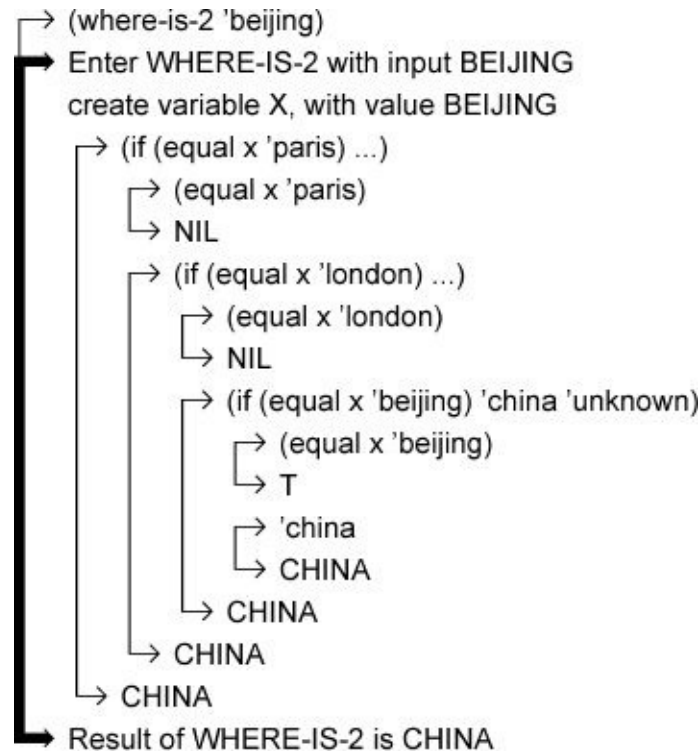 (where-is-2 ’beijing)
Enter WHERE-IS-2 with input BEIJING
create variable X, with value BEIJING
(if (equal x ’paris) ...)
(equal x ’paris)
NIL
(if (equal x ’london) ...)
(equal x ’london)
NIL
(if (equal x ’beijing) ’china ’unknown)
(equal x ’beijing)
T
’china
CHINA
CHINA
CHINA
CHINA
Result of WHERE-IS-2 is CHINA